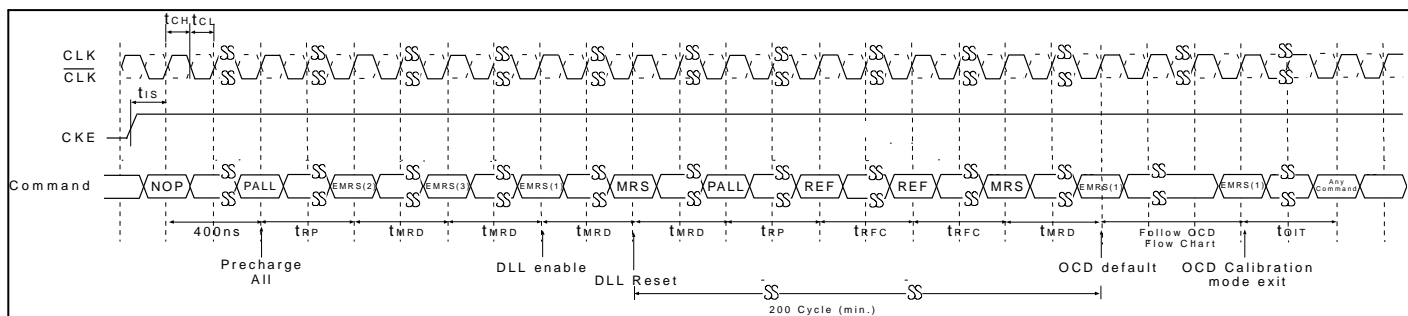 tCH tCL
CLK
CLK
tIS
CKE
Command NOP PALL EMRS(2) EMRS(3) EMRS(1) MRS PALL REF REF MRS EMRS(1) EMRS(1) Any Command
400ns tRP tMRD tMRD tMRD tMRD tRP tRFC tRFC tMRD Follow OCD Flow Chart tOIT
Precharge All
DLL enable
DLL Reset
OCD default
OCD Calibration mode exit
200 Cycle (min.)